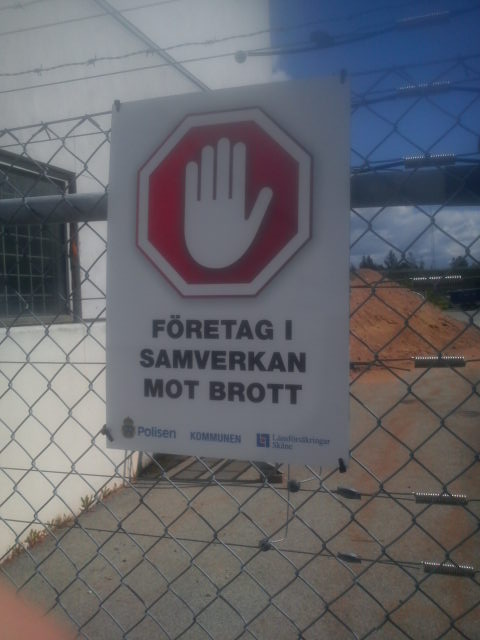 FÖRETAG I
SAMVERKAN
MOT BROTT
Polisen KOMMUNEN Länsförsäkringar
Skåne